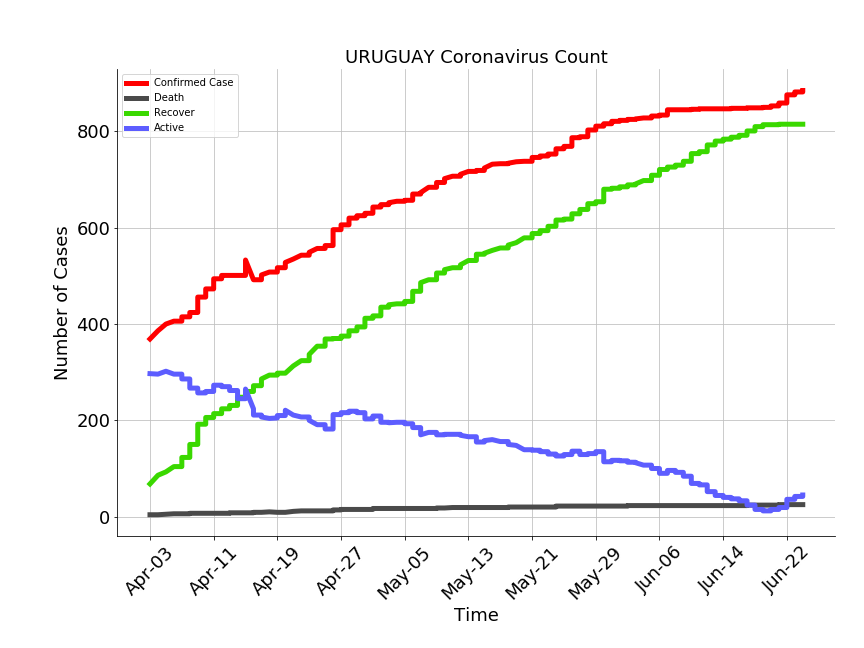 URUGUAY Coronavirus Count
Confirmed Case
Death
Recover
Active
Number of Cases
800
600
400
200
0
Apr-03
Apr-11
Apr-19
Apr-27
May-05
May-13
May-21
May-29
Jun-06
Jun-14
Jun-22
Time